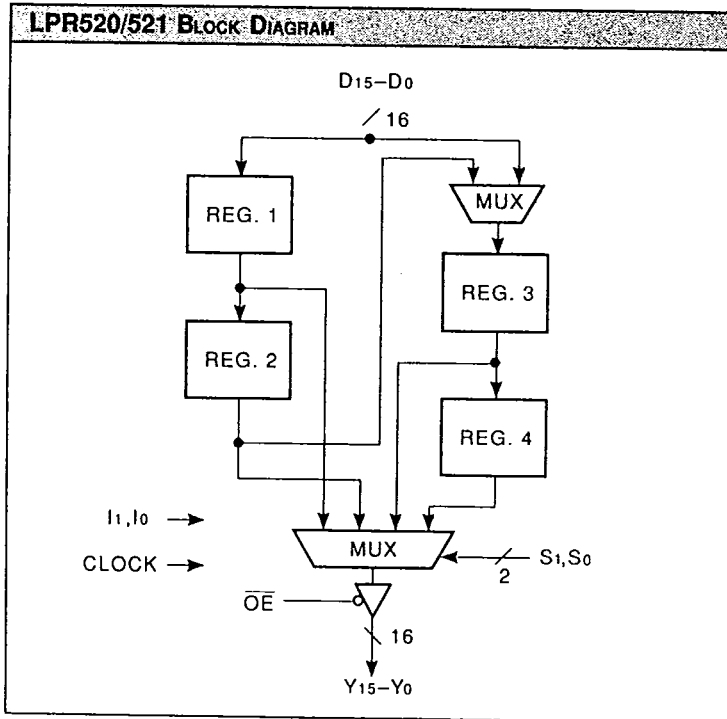 LPR520/521 BLOCK DIAGRAM
D15–D0
16
MUX
REG. 1
REG. 3
REG. 2
REG. 4
I1,I0
MUX
S1,S0
CLOCK
2
OE
16
Y15–Y0